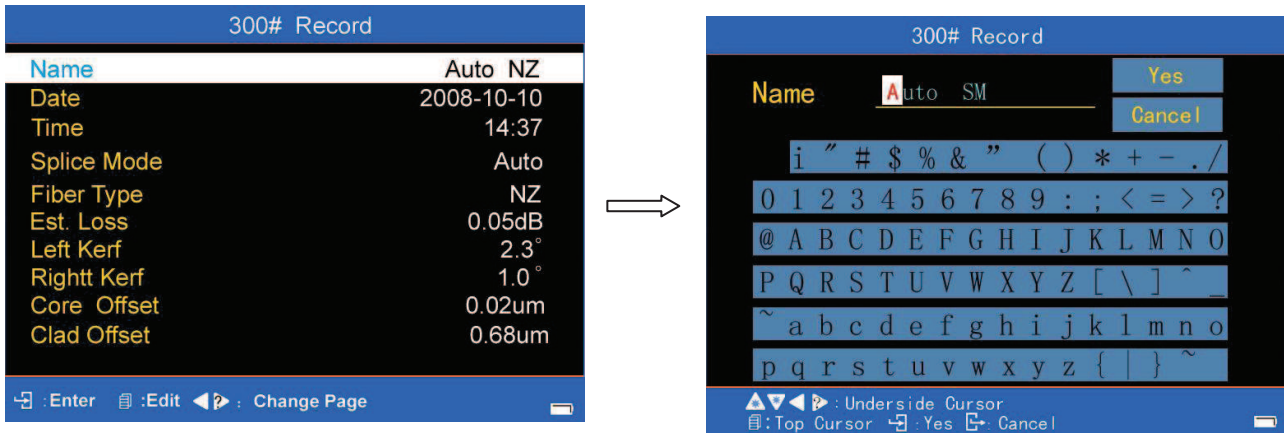 300# Record
Name Auto NZ
Date 2008-10-10
Time 14:37
Splice Mode Auto
Fiber Type NZ
Est. Loss 0.05dB
Left Kerf 2.3°
Rightt Kerf 1.0°
Core Offset 0.02um
Clad Offset 0.68um
:Enter :Edit ? : Change Page
300# Record
Name Auto SM
Yes
Cancel
i " # $ % & " ( ) * + - . /
0 1 2 3 4 5 6 7 8 9 : ; < = > ?
@ A B C D E F G H I J K L M N O
P Q R S T U V W X Y Z [ \ ] ^ _
~ a b c d e f g h i j k l m n o
p q r s t u v w x y z { | } ~
? : Underside Cursor
:Top Cursor :Yes :Cancel